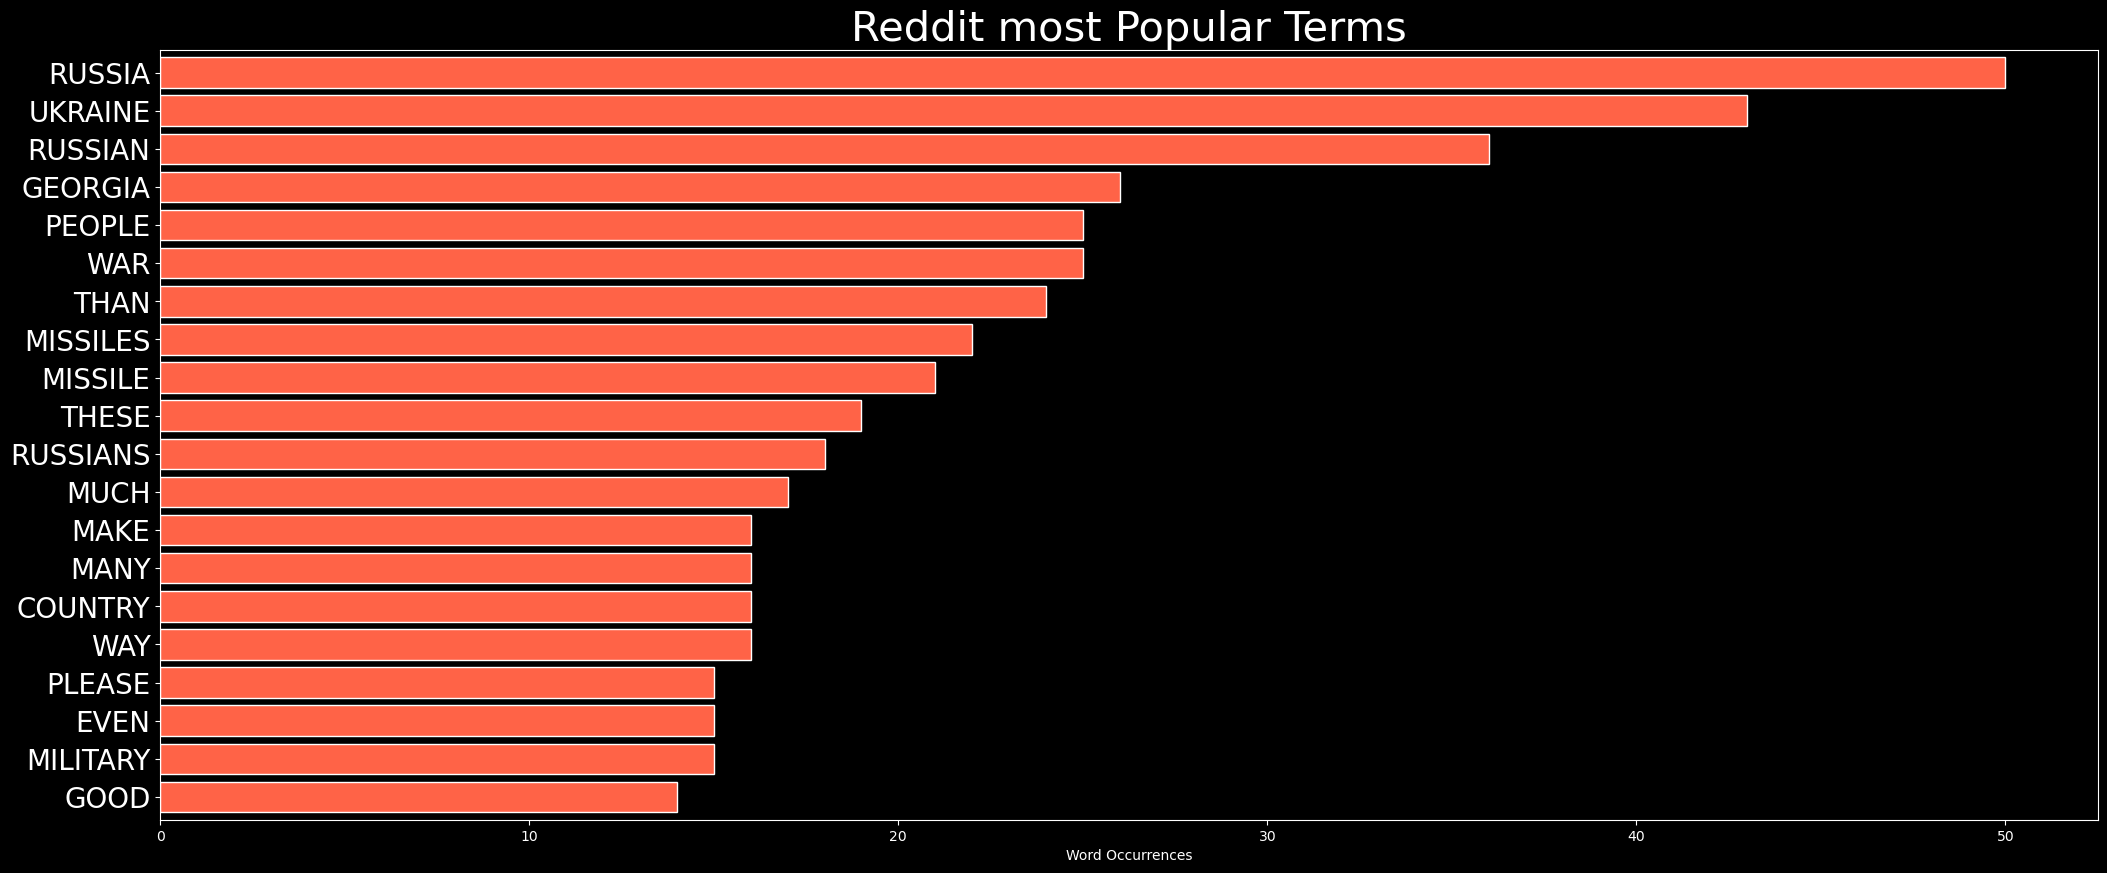 Reddit most Popular Terms
RUSSIA
UKRAINE
RUSSIAN
GEORGIA
PEOPLE
WAR
THAN
MISSILES
MISSILE
THESE
RUSSIANS
MUCH
MAKE
MANY
COUNTRY
WAY
PLEASE
EVEN
MILITARY
GOOD
0 10 20 30 40 50
Word Occurrences